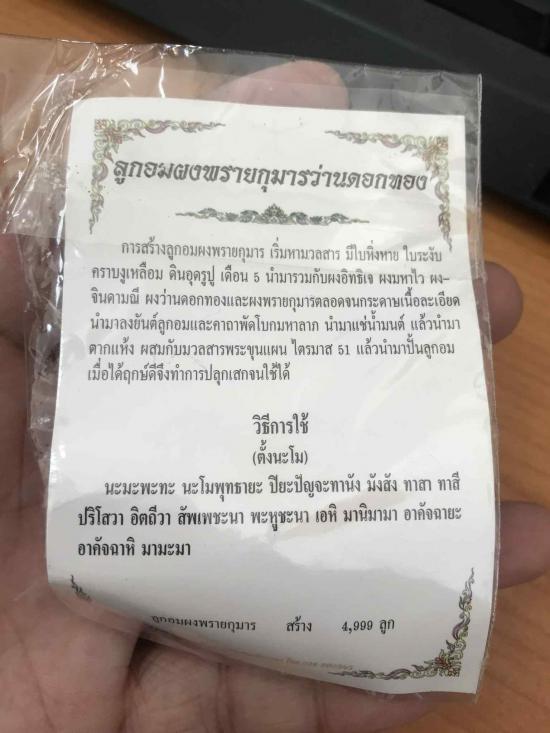 ลูกอมผงพรายกุมารว่านดอกทอง
การสร้างลูกอมผงพรายกุมาร เริ่มหามวลสาร มีใบพิ่งหาย ใบระงับ
คราบงูเหลือม ดินอุดรูปู เดือน 5 นำมารวมกับผงอิทธิเจ ผงมหาไว ผง-
จินดามณี ผงว่านดอกทองและผงพรายกุมารตลอดจนกระดาษเนื้อละเอียด
นำมาลงยันต์ลูกอมและคาถาพัดโบกมหาลาภ นำมาแช่น้ำมนต์ แล้วนำมา
ตากแห้ง ผสมกับมวลสารพระขุนแผน ไตรมาส 51 แล้วนำมาปั้นลูกอม
เมื่อได้ฤกษ์ดีจึงทำการปลุกเสกจนใช้ได้
วิธีการใช้
(ตั้งนะโม)
นะมะพะทะ นะโมพุทธายะ ปิยะปัญจะทานัง มังสัง ทาสา ทาสี
ปริโสวา อิตถีวา สัพเพชะนา พะหูชะนา เอหิ มานิมามา อาคัจฉายะ
อาคัจฉาหิ มามะมา
ลูกอมผงพรายกุมาร สร้าง 4,999 ลูก